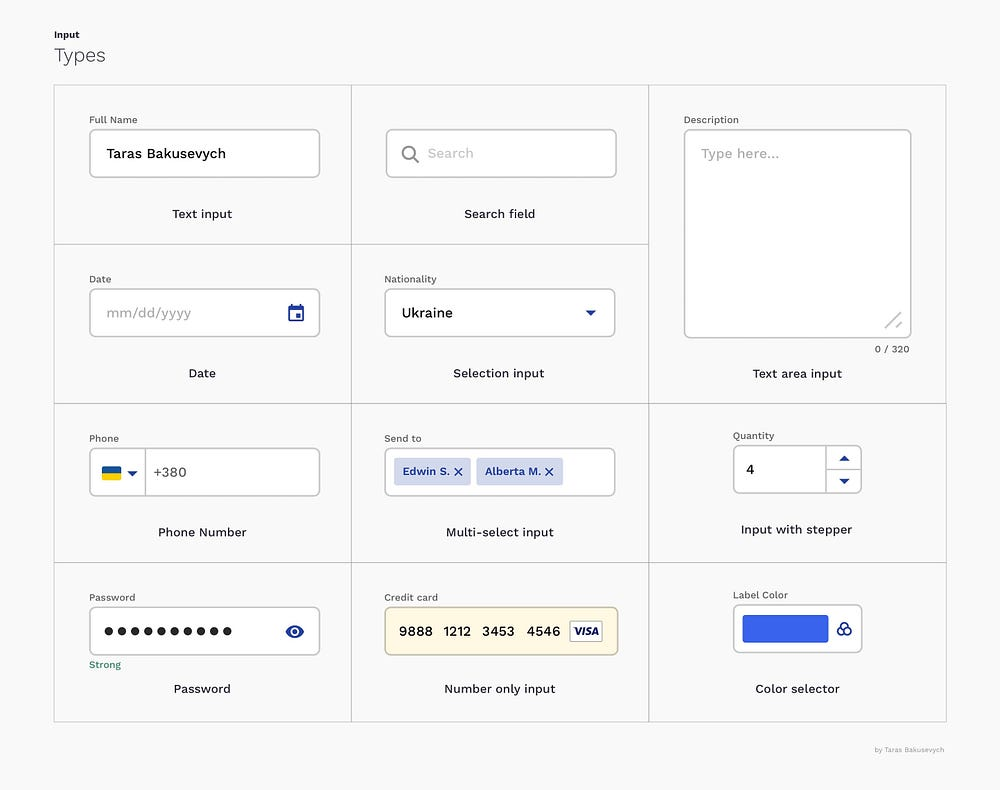 Input
Types
Full Name
Taras Bakusevych
Text input
Search
Search field
Description
Type here...
0 / 320
Text area input
Date
mm/dd/yyyy
Date
Nationality
Ukraine
Selection input
Phone
+380
Phone Number
Send to
Edwin S. Alberta M.
Multi-select input
Quantity
4
Input with stepper
Password
Strong
Password
Credit card
9888 1212 3453 4546 VISA
Number only input
Label Color
Color selector
by Taras Bakusevych